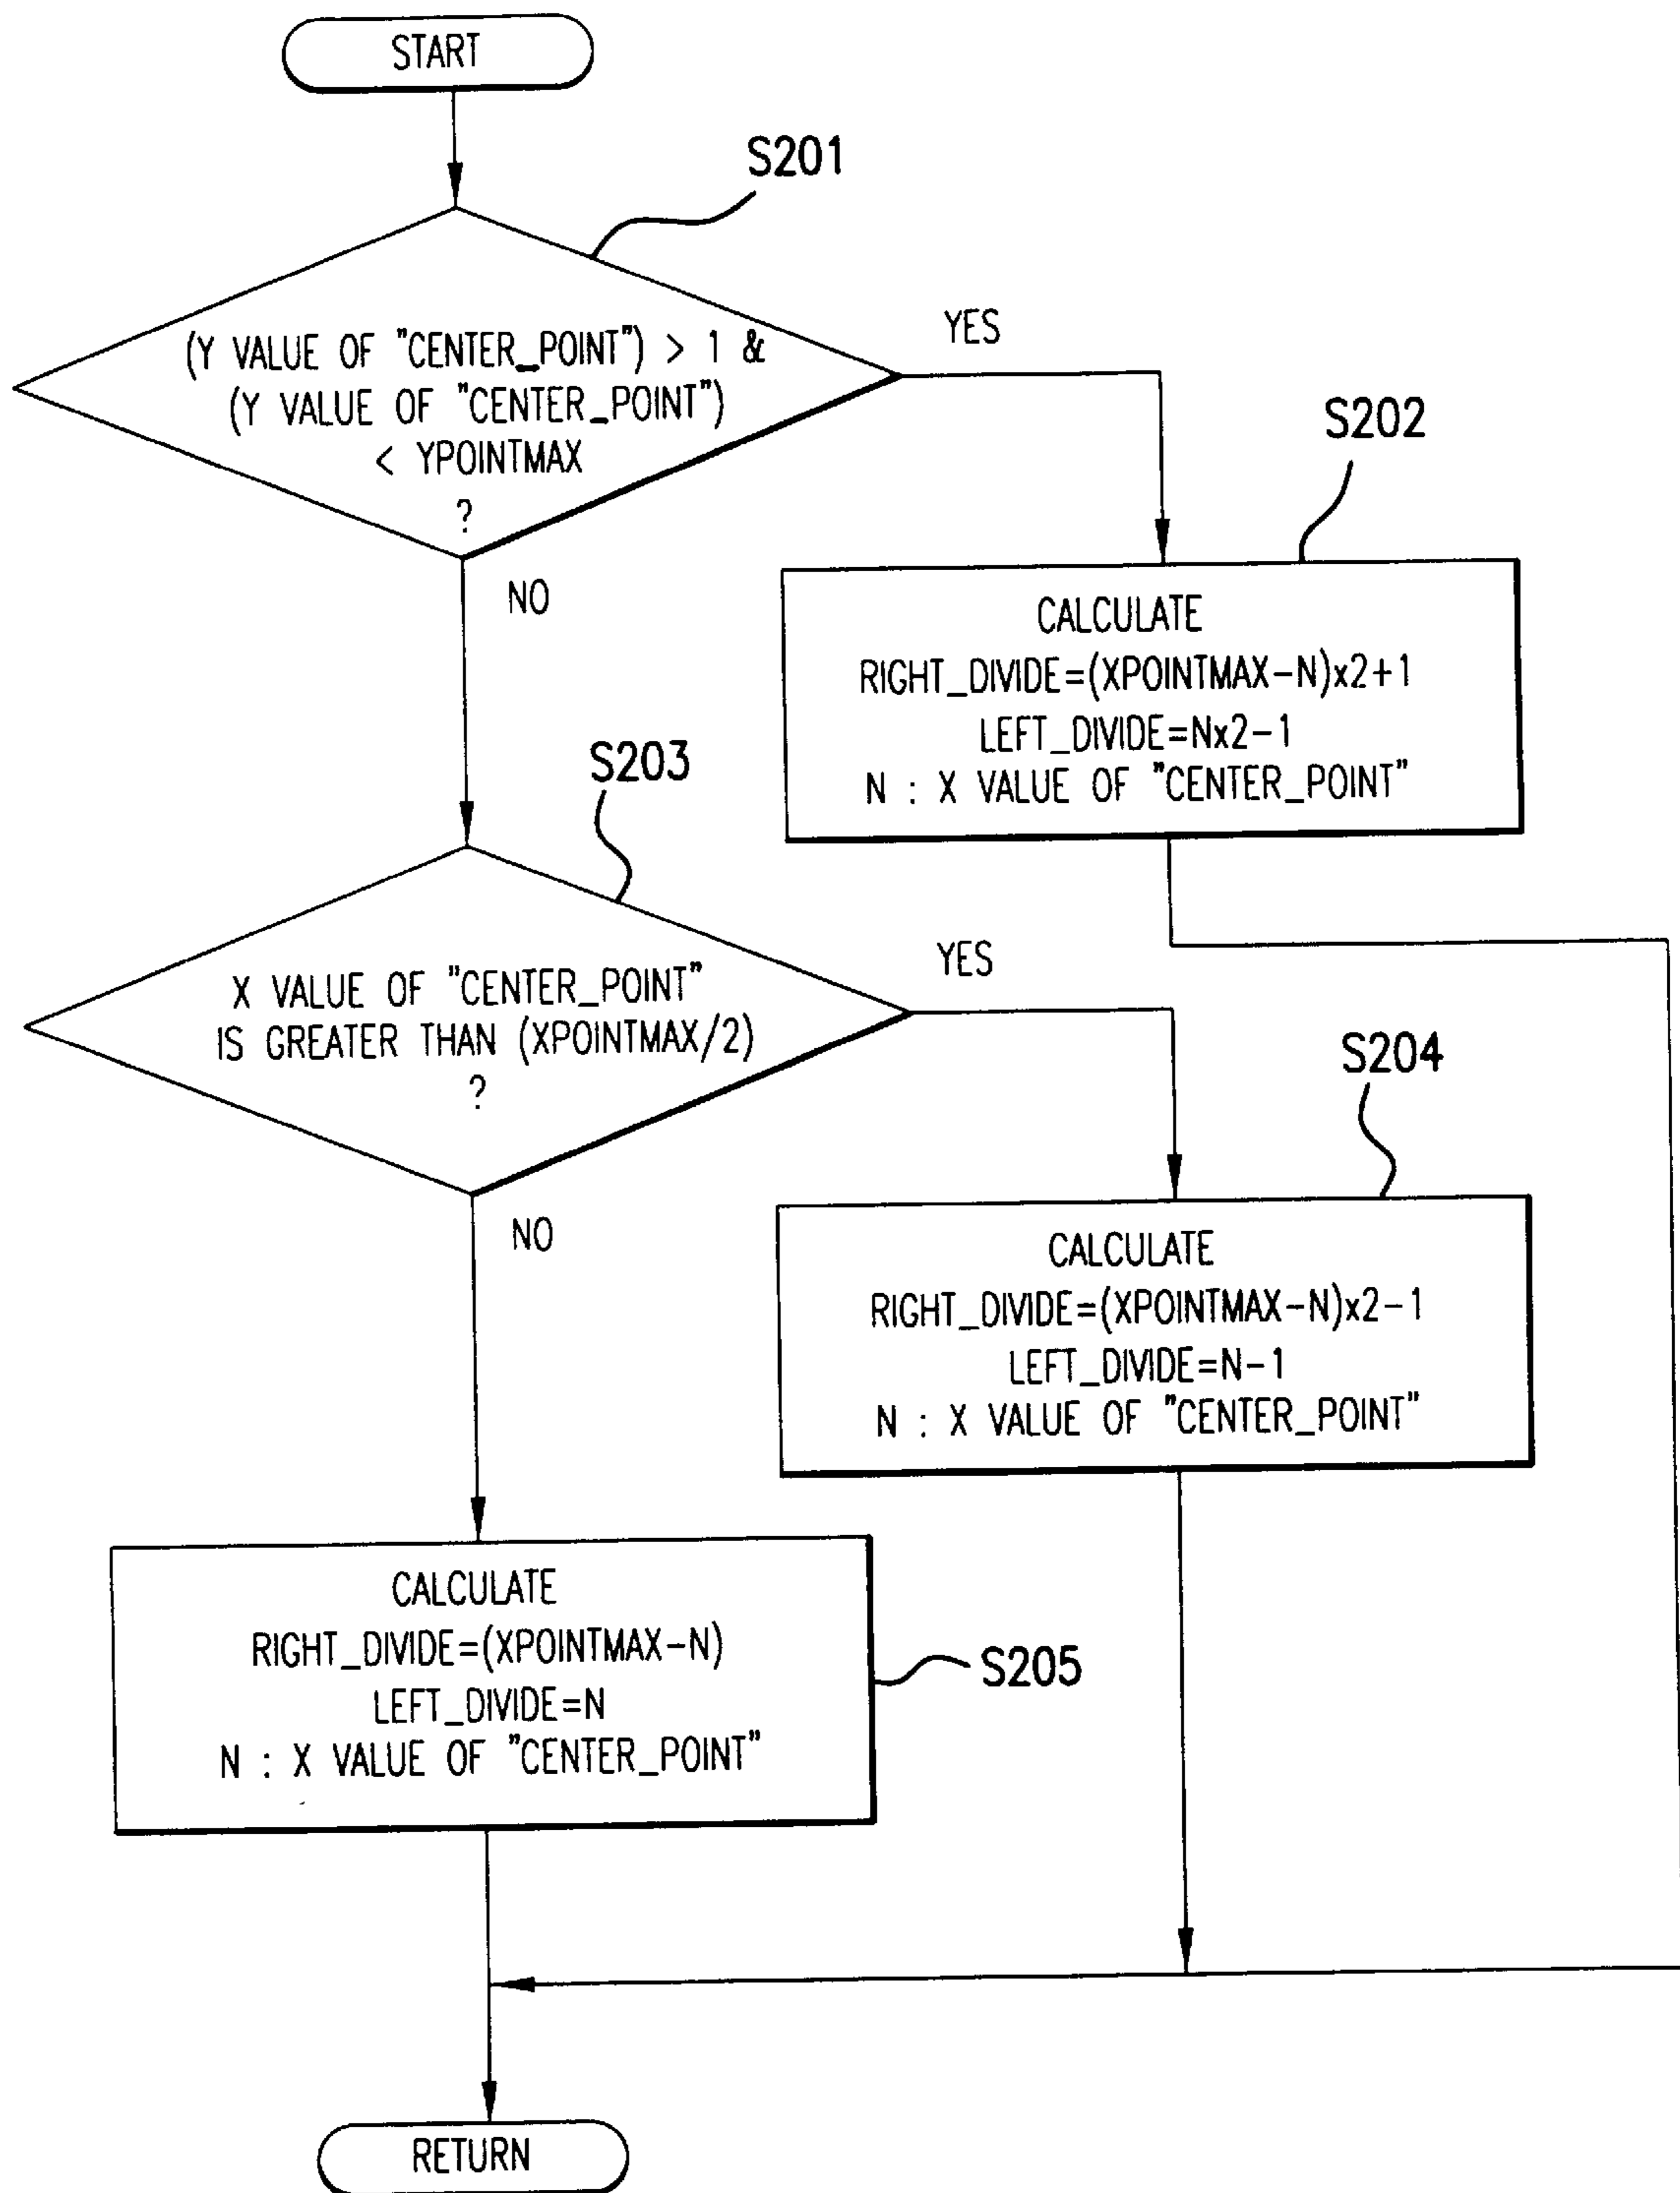 START
S201
(Y VALUE OF "CENTER_POINT") > 1 &
(Y VALUE OF "CENTER_POINT")
< YPOINTMAX
?
YES
NO
S202
CALCULATE
RIGHT_DIVIDE=(XPOINTMAX-N)x2+1
LEFT_DIVIDE=Nx2-1
N : X VALUE OF "CENTER_POINT"
S203
X VALUE OF "CENTER_POINT"
IS GREATER THAN (XPOINTMAX/2)
?
YES
NO
S204
CALCULATE
RIGHT_DIVIDE=(XPOINTMAX-N)x2-1
LEFT_DIVIDE=N-1
N : X VALUE OF "CENTER_POINT"
CALCULATE
RIGHT_DIVIDE=(XPOINTMAX-N)
LEFT_DIVIDE=N
N : X VALUE OF "CENTER_POINT"
S205
RETURN